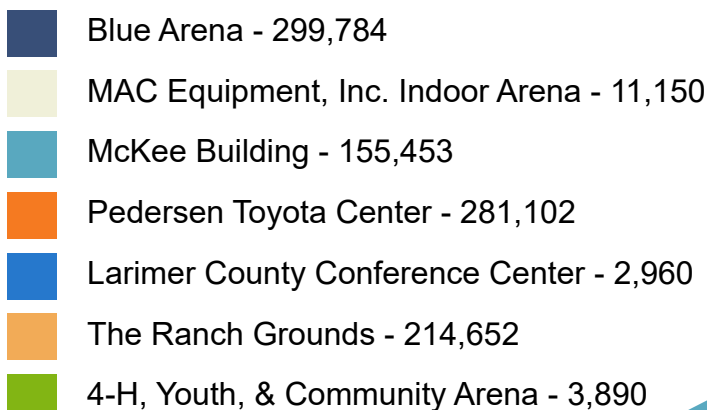 Blue Arena - 299,784
MAC Equipment, Inc. Indoor Arena - 11,150
McKee Building - 155,453
Pedersen Toyota Center - 281,102
Larimer County Conference Center - 2,960
The Ranch Grounds - 214,652
4-H, Youth, & Community Arena - 3,890